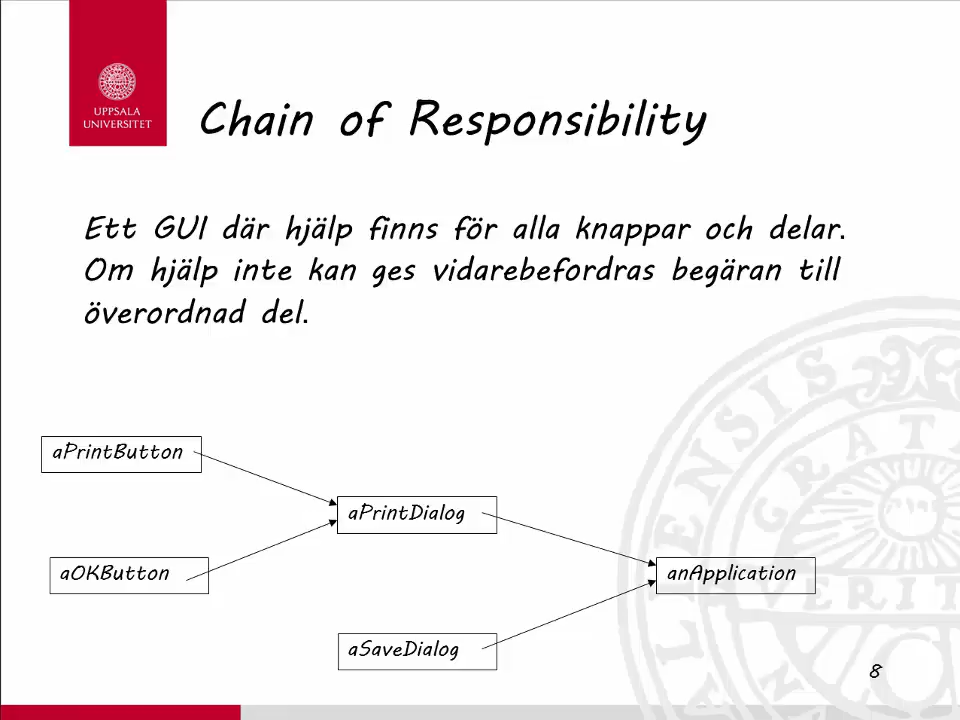 UPPSALA
UNIVERSITET
Chain of Responsibility
Ett GUI där hjälp finns för alla knappar och delar.
Om hjälp inte kan ges vidarebefordras begäran till
överordnad del.
aPrintButton
aPrintDialog
aOKButton
anApplication
aSaveDialog
8